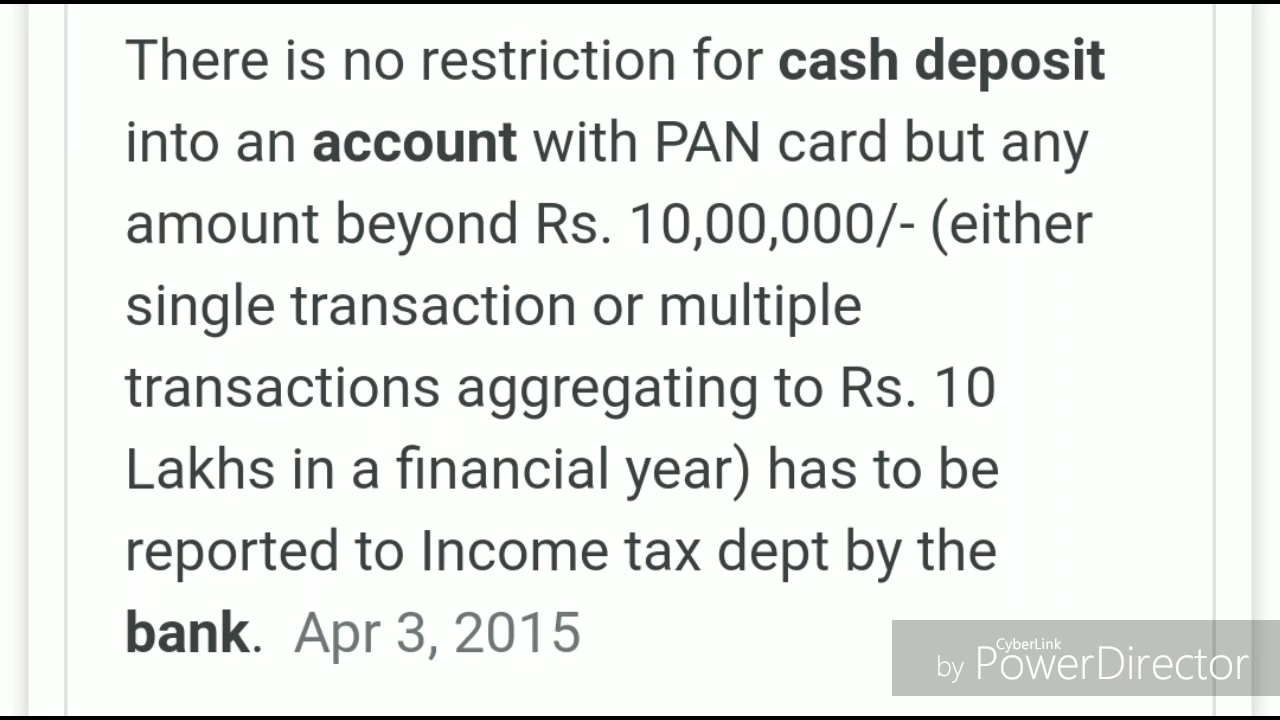 There is no restriction for cash deposit
into an account with PAN card but any
amount beyond Rs. 10,00,000/- (either
single transaction or multiple
transactions aggregating to Rs. 10
Lakhs in a financial year) has to be
reported to Income tax dept by the
bank. Apr 3, 2015
CyberLink
by PowerDirector